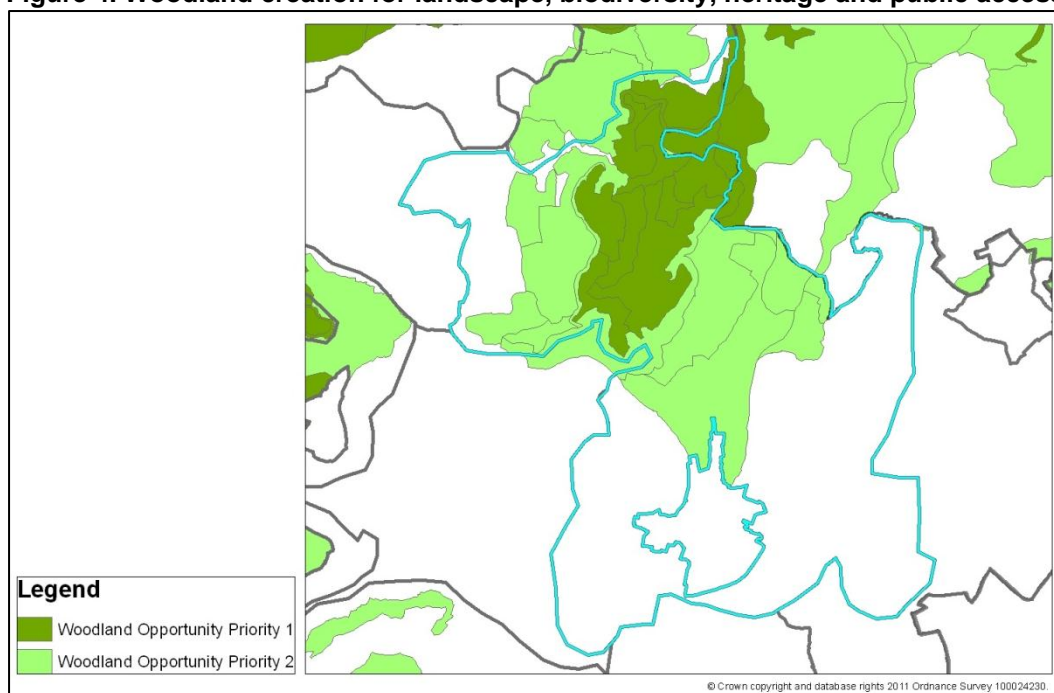 Figure 4. Woodland creation for landscape, biodiversity, heritage and public access
Legend
Woodland Opportunity Priority 1
Woodland Opportunity Priority 2
© Crown copyright and database rights 2011 Ordnance Survey 100024230.